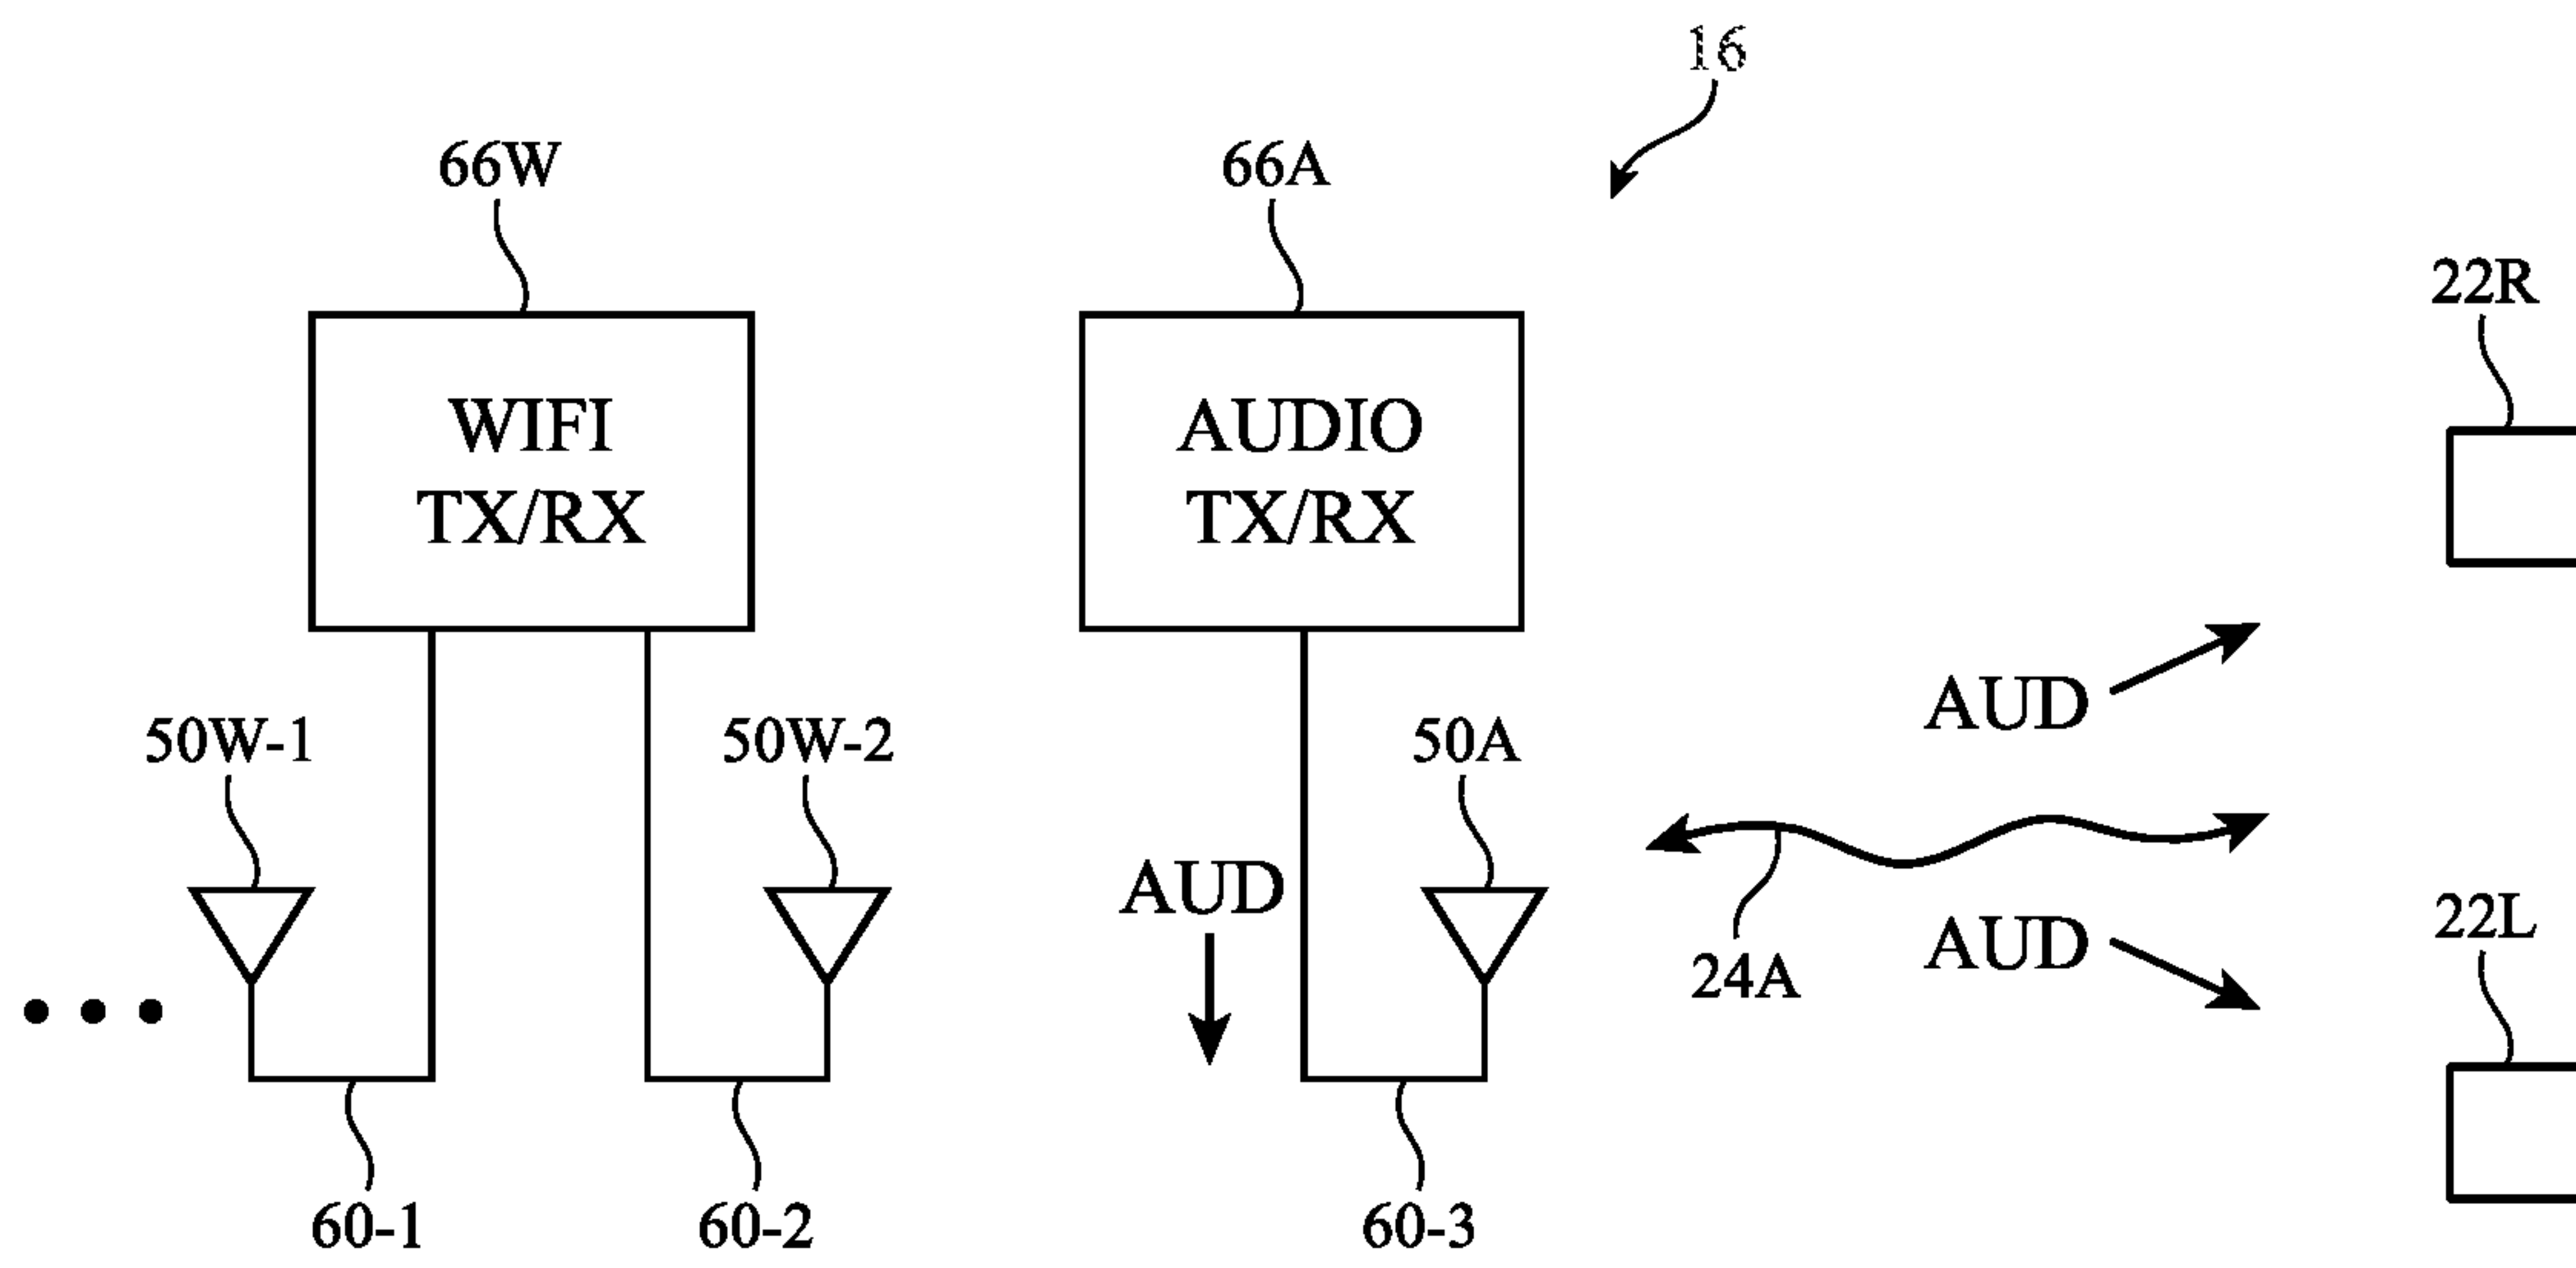 16
66W
66A
22R
WIFI
TX/RX
AUDIO
TX/RX
AUD
50W-1
50W-2
50A
AUD
24A
AUD
22L
60-1
60-2
60-3